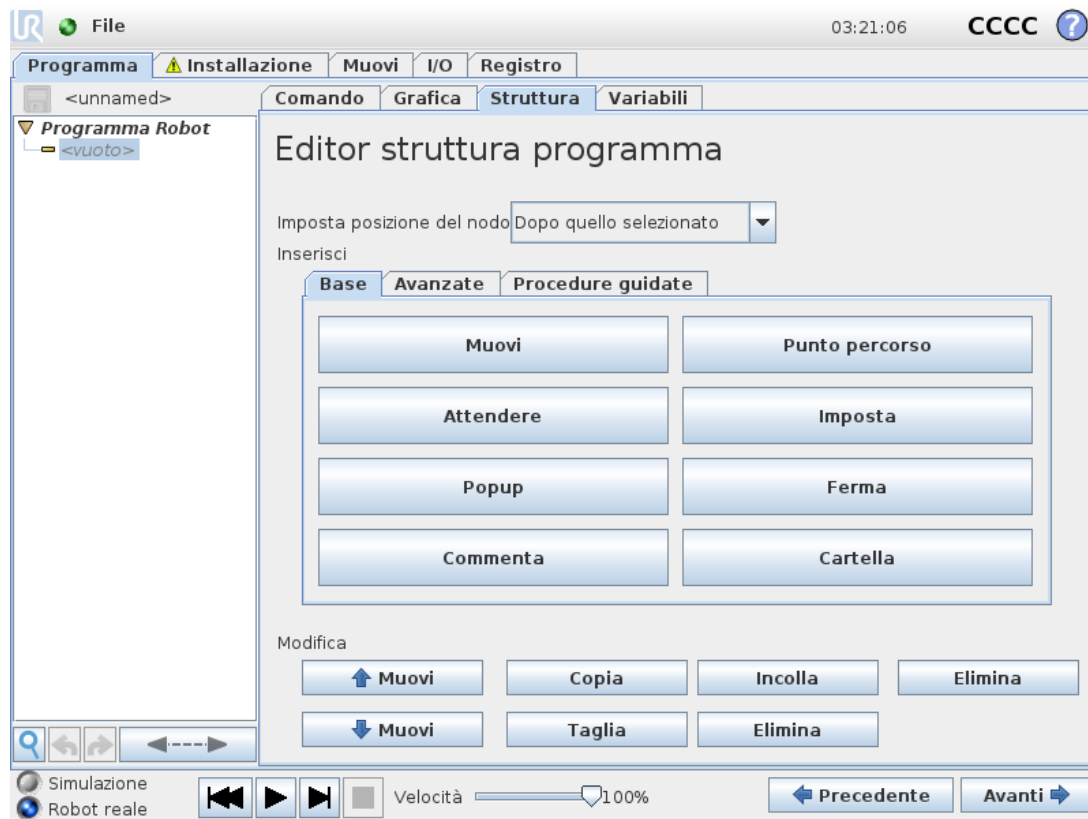 UR File 03:21:06 CCCC ?
Programma Installazione Muovi I/O Registro
<unnamed> Comando Grafica Struttura Variabili
Programma Robot
<vuoto>
Editor struttura programma
Imposta posizione del nodo Dopo quello selezionato
Inserisci
Base Avanzate Procedure guidate
Muovi Punto percorso
Attendere Imposta
Popup Ferma
Commenta Cartella
Modifica
Muovi Copia Incolla Elimina
Muovi Taglia Elimina
Simulazione
Robot reale
Velocità 100% Precedente Avanti